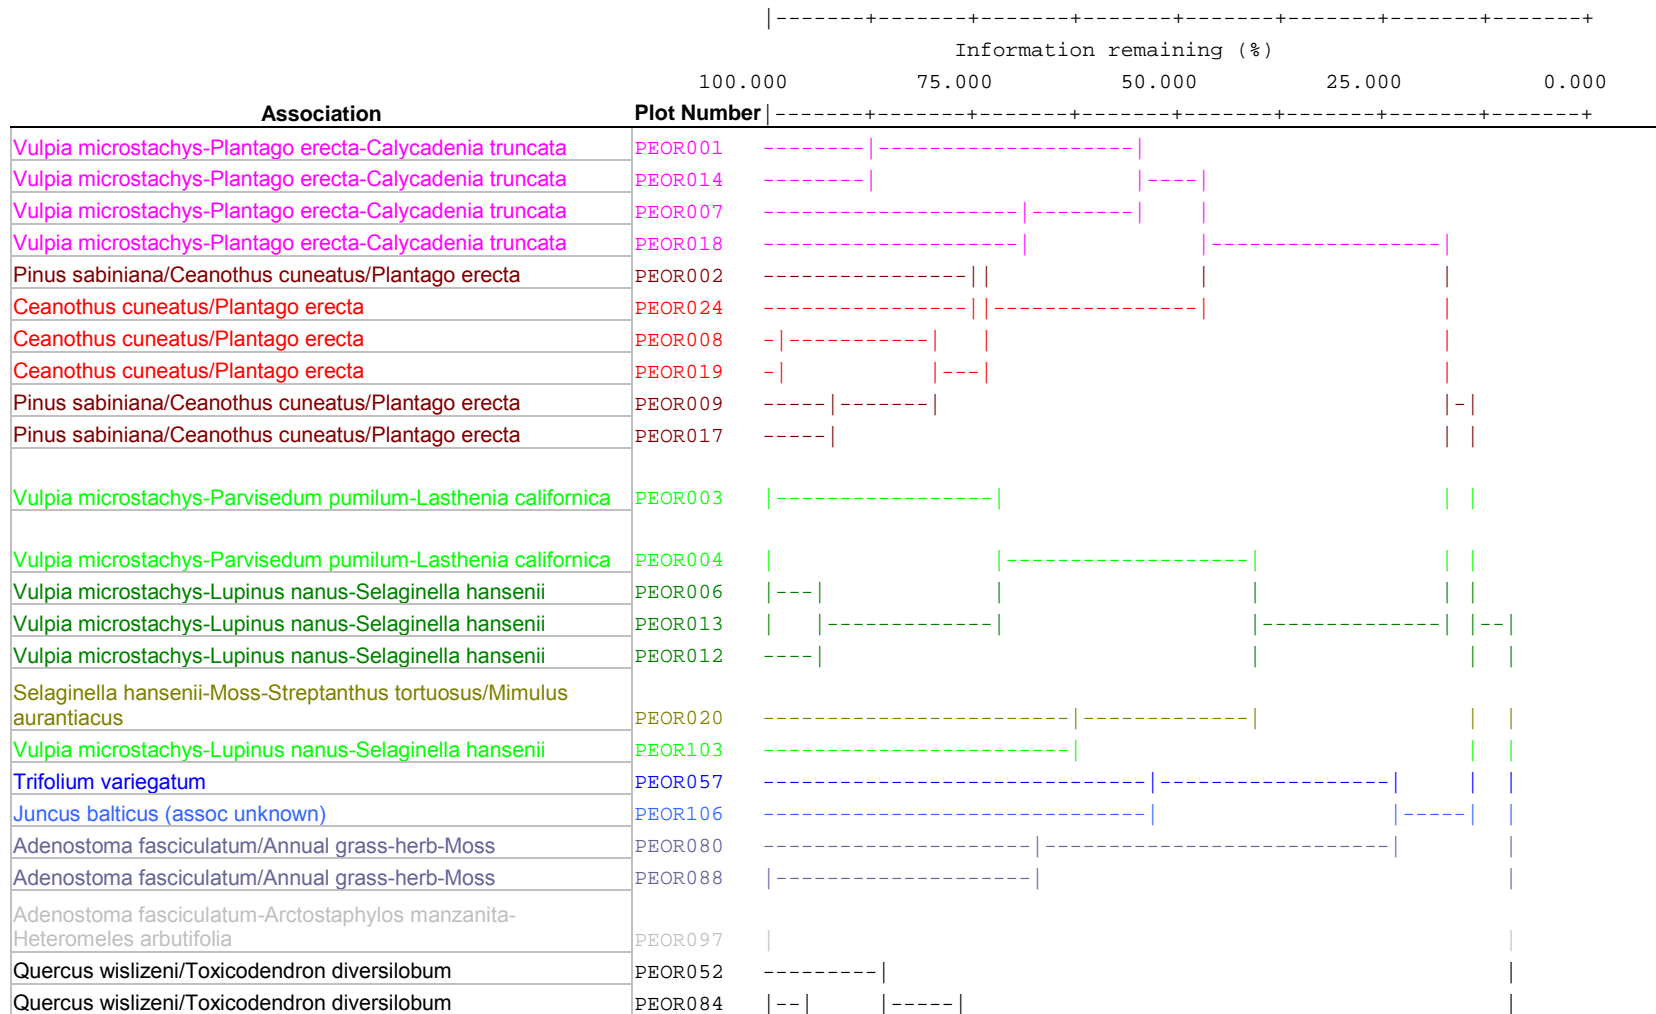 |-------+-------+-------+-------+-------+-------+-------+-------+
Information remaining (%)
100.000 75.000 50.000 25.000 0.000
Association Plot Number |-------+-------+-------+-------+-------+-------+-------+-------+
Vulpia microstachys-Plantago erecta-Calycadenia truncata PEOR001
Vulpia microstachys-Plantago erecta-Calycadenia truncata PEOR014
Vulpia microstachys-Plantago erecta-Calycadenia truncata PEOR007
Vulpia microstachys-Plantago erecta-Calycadenia truncata PEOR018
Pinus sabiniana/Ceanothus cuneatus/Plantago erecta PEOR002
Ceanothus cuneatus/Plantago erecta PEOR024
Ceanothus cuneatus/Plantago erecta PEOR008
Ceanothus cuneatus/Plantago erecta PEOR019
Pinus sabiniana/Ceanothus cuneatus/Plantago erecta PEOR009
Pinus sabiniana/Ceanothus cuneatus/Plantago erecta PEOR017
Vulpia microstachys-Parvisedum pumilum-Lasthenia californica PEOR003
Vulpia microstachys-Parvisedum pumilum-Lasthenia californica PEOR004
Vulpia microstachys-Lupinus nanus-Selaginella hansenii PEOR006
Vulpia microstachys-Lupinus nanus-Selaginella hansenii PEOR013
Vulpia microstachys-Lupinus nanus-Selaginella hansenii PEOR012
Selaginella hansenii-Moss-Streptanthus tortuosus/Mimulus
aurantiacus PEOR020
Vulpia microstachys-Lupinus nanus-Selaginella hansenii PEOR103
Trifolium variegatum PEOR057
Juncus balticus (assoc unknown) PEOR106
Adenostoma fasciculatum/Annual grass-herb-Moss PEOR080
Adenostoma fasciculatum/Annual grass-herb-Moss PEOR088
Adenostoma fasciculatum-Arctostaphylos manzanita-
Heteromeles arbutifolia PEOR097
Quercus wislizeni/Toxicodendron diversilobum PEOR052
Quercus wislizeni/Toxicodendron diversilobum PEOR084